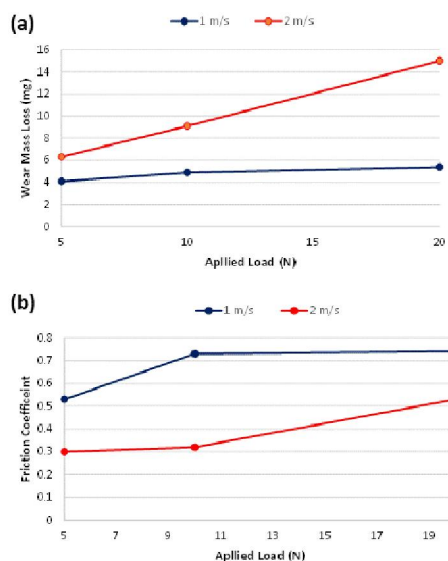 (a)
1 m/s 2 m/s
Wear Mass Loss (mg)
16
14
12
10
8
6
4
2
0
5 10 15 20
Apllied Load (N)
(b)
1 m/s 2 m/s
Friction Coefficeint
0.8
0.7
0.6
0.5
0.4
0.3
0.2
0.1
0
5 7 9 11 13 15 17 19
Apllied Load (N)